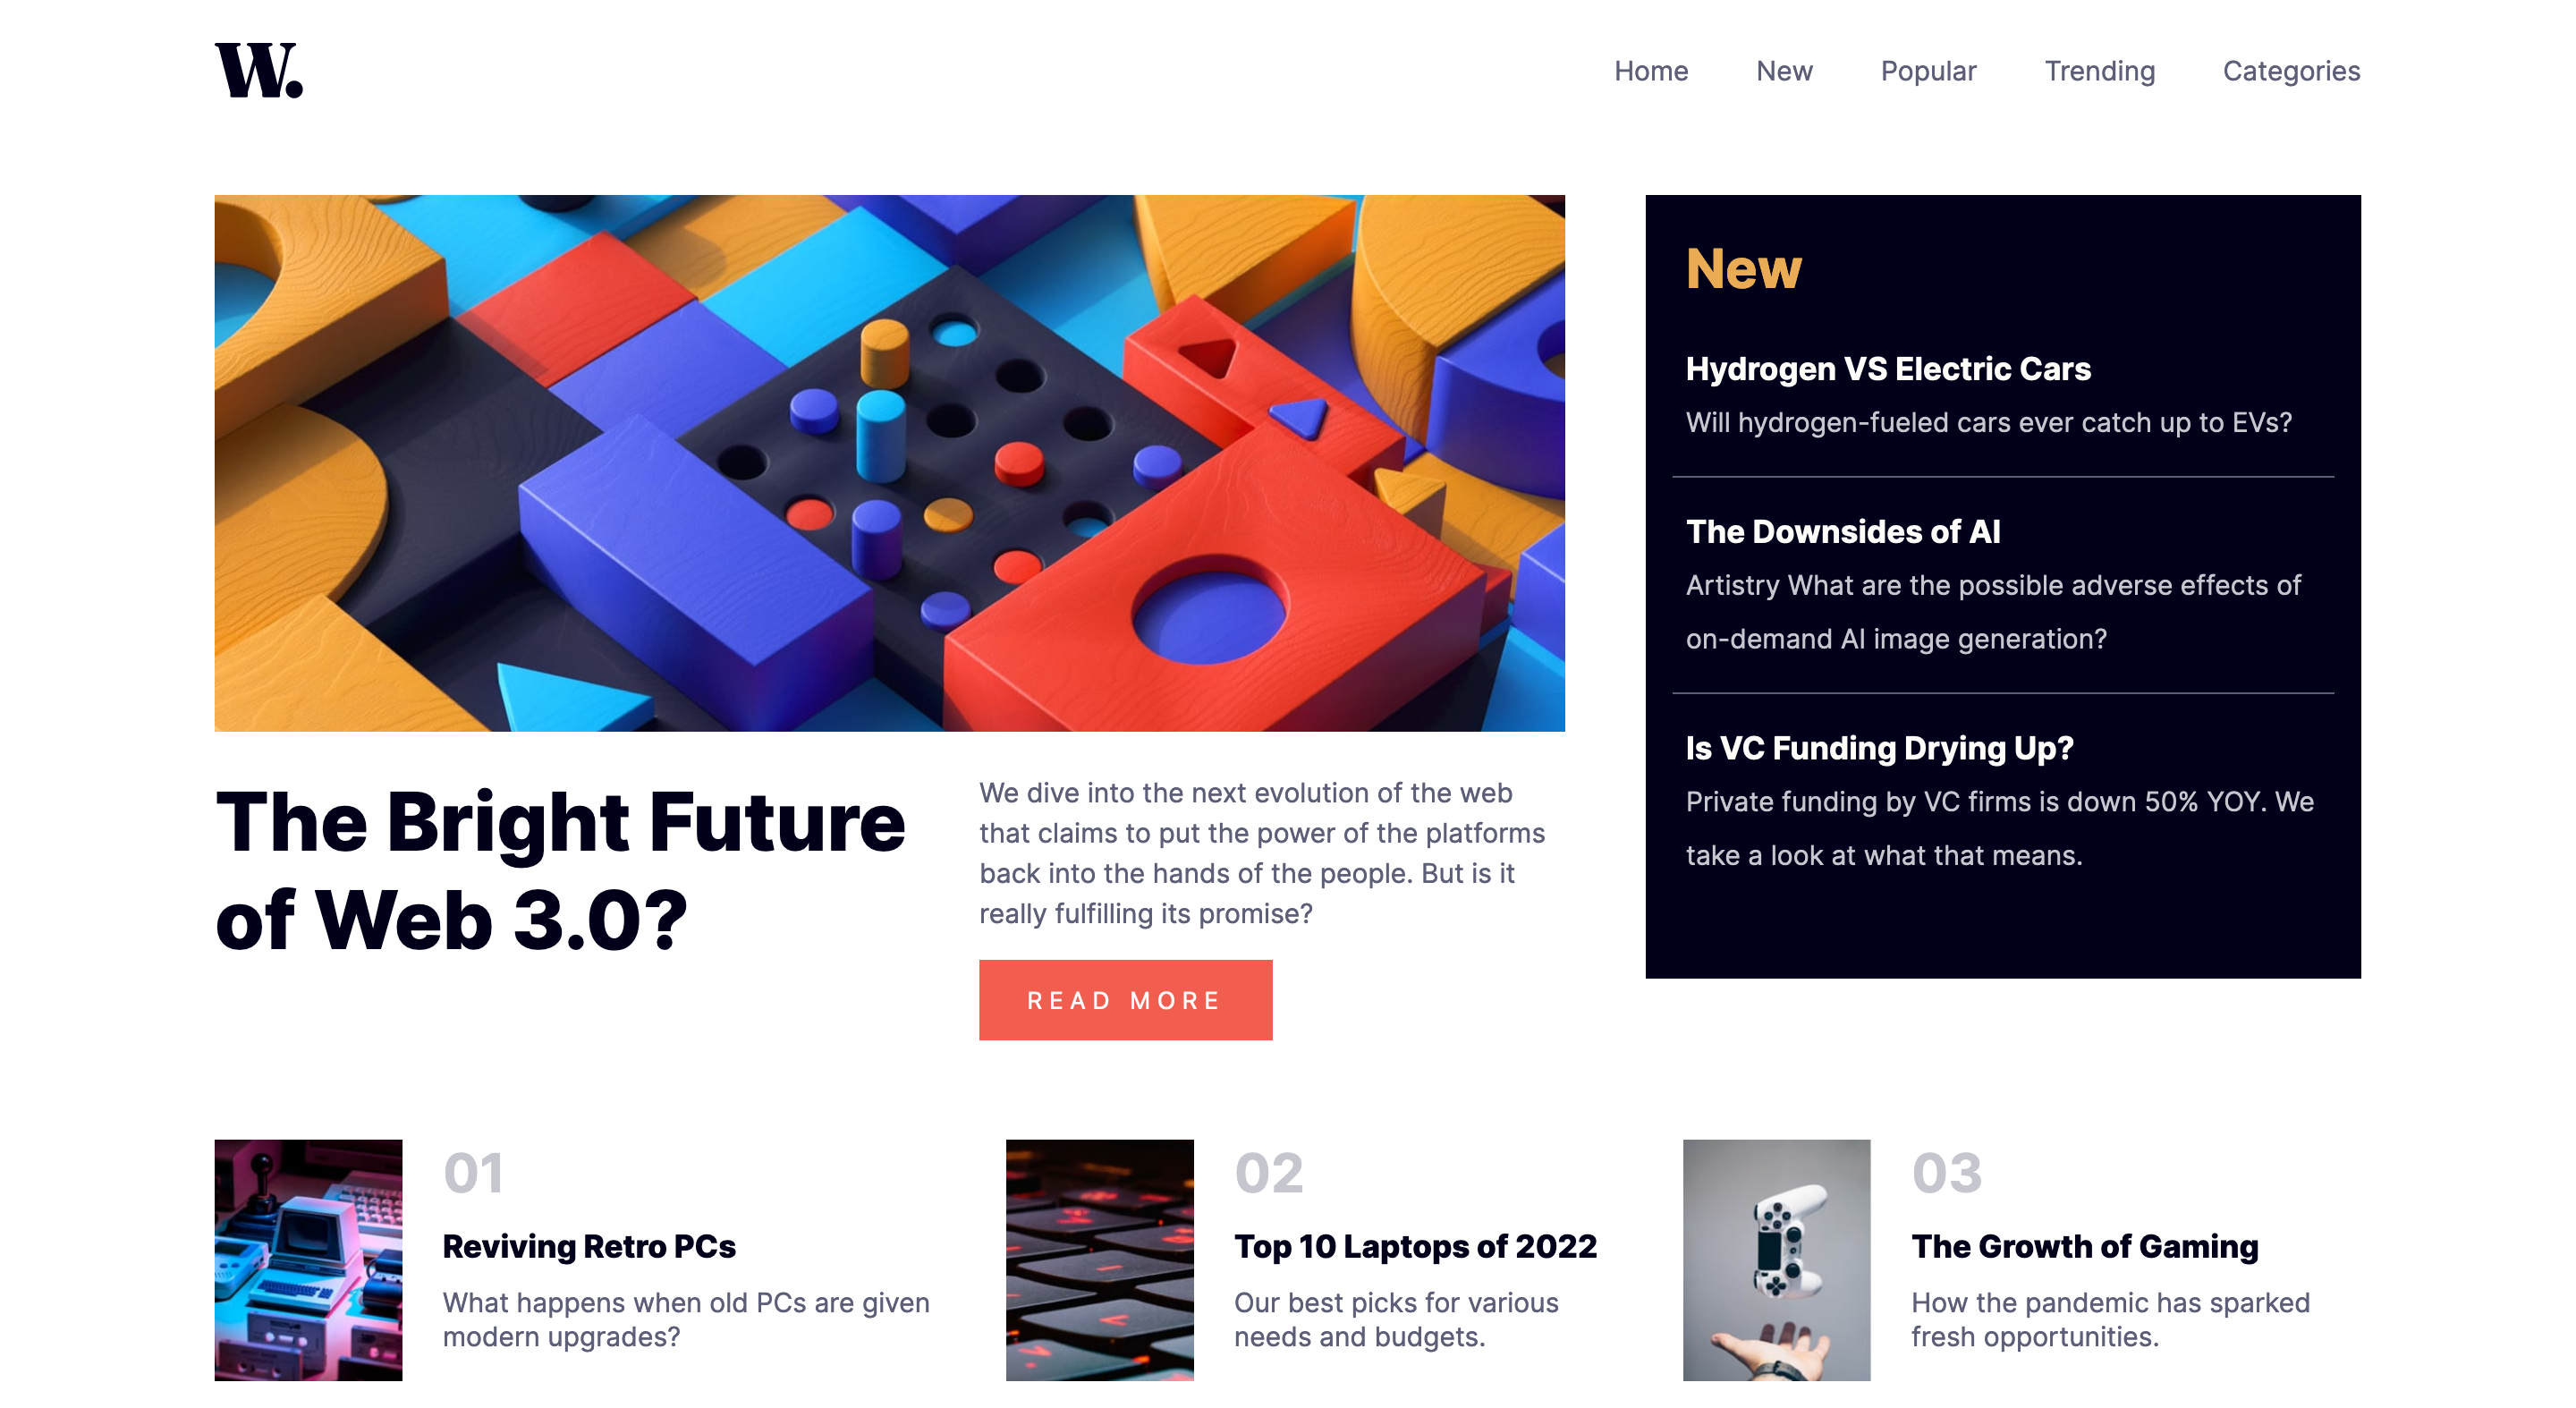 W.
Home New Popular Trending Categories
The Bright Future
of Web 3.0?
We dive into the next evolution of the web
that claims to put the power of the platforms
back into the hands of the people. But is it
really fulfilling its promise?
READ MORE
New
Hydrogen VS Electric Cars
Will hydrogen-fueled cars ever catch up to EVs?
The Downsides of AI
Artistry What are the possible adverse effects of
on-demand AI image generation?
Is VC Funding Drying Up?
Private funding by VC firms is down 50% YOY. We
take a look at what that means.
01
Reviving Retro PCs
What happens when old PCs are given
modern upgrades?
02
Top 10 Laptops of 2022
Our best picks for various
needs and budgets.
03
The Growth of Gaming
How the pandemic has sparked
fresh opportunities.